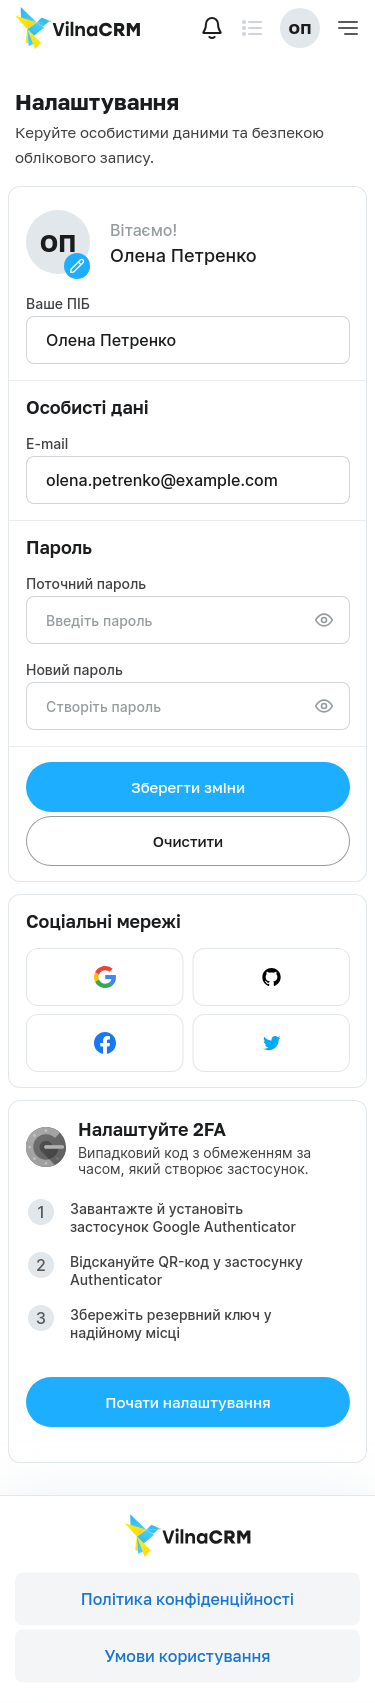 VilnaCRM
ОП
Налаштування
Керуйте особистими даними та безпекою
облікового запису.
ОП
Вітаємо!
Олена Петренко
Ваше ПІБ
Олена Петренко
Особисті дані
E-mail
olena.petrenko@example.com
Пароль
Поточний пароль
Введіть пароль
Новий пароль
Створіть пароль
Зберегти зміни
Очистити
Соціальні мережі
Налаштуйте 2FA
Випадковий код з обмеженням за
часом, який створює застосунок.
1
Завантажте й установіть
застосунок Google Authenticator
2
Відскануйте QR-код у застосунку
Authenticator
3
Збережіть резервний ключ у
надійному місці
Почати налаштування
VilnaCRM
Політика конфіденційності
Умови користування